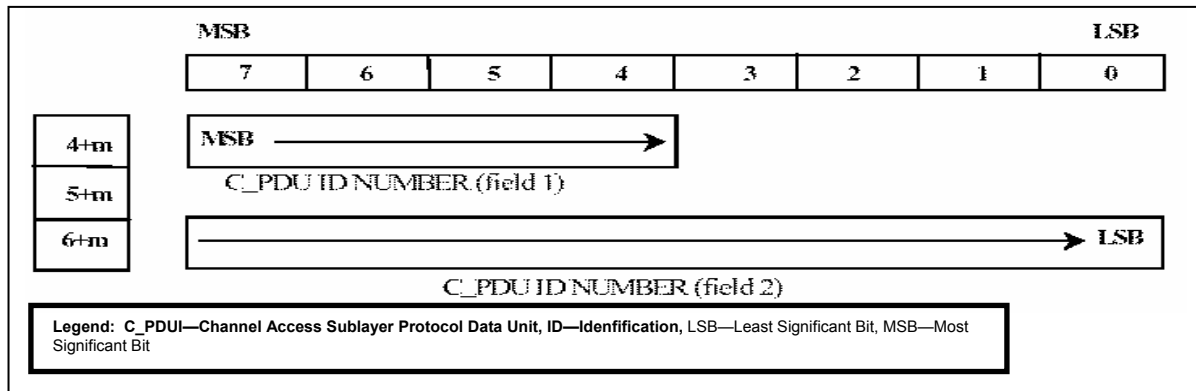 MSB LSB
7 6 5 4 3 2 1 0
4+m MSB
C_PDU ID NUMBER (field 1)
5+m
6+m LSB
C_PDU ID NUMBER (field 2)
Legend: C_PDUI—Channel Access Sublayer Protocol Data Unit, ID—Idenfification, LSB—Least Significant Bit, MSB—Most
Significant Bit